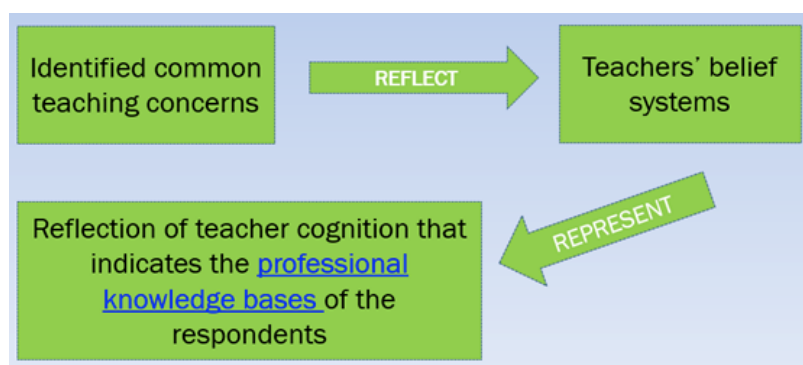 Identified common
teaching concerns
REFLECT
Teachers' belief
systems
REPRESENT
Reflection of teacher cognition that
indicates the professional
knowledge bases of the
respondents